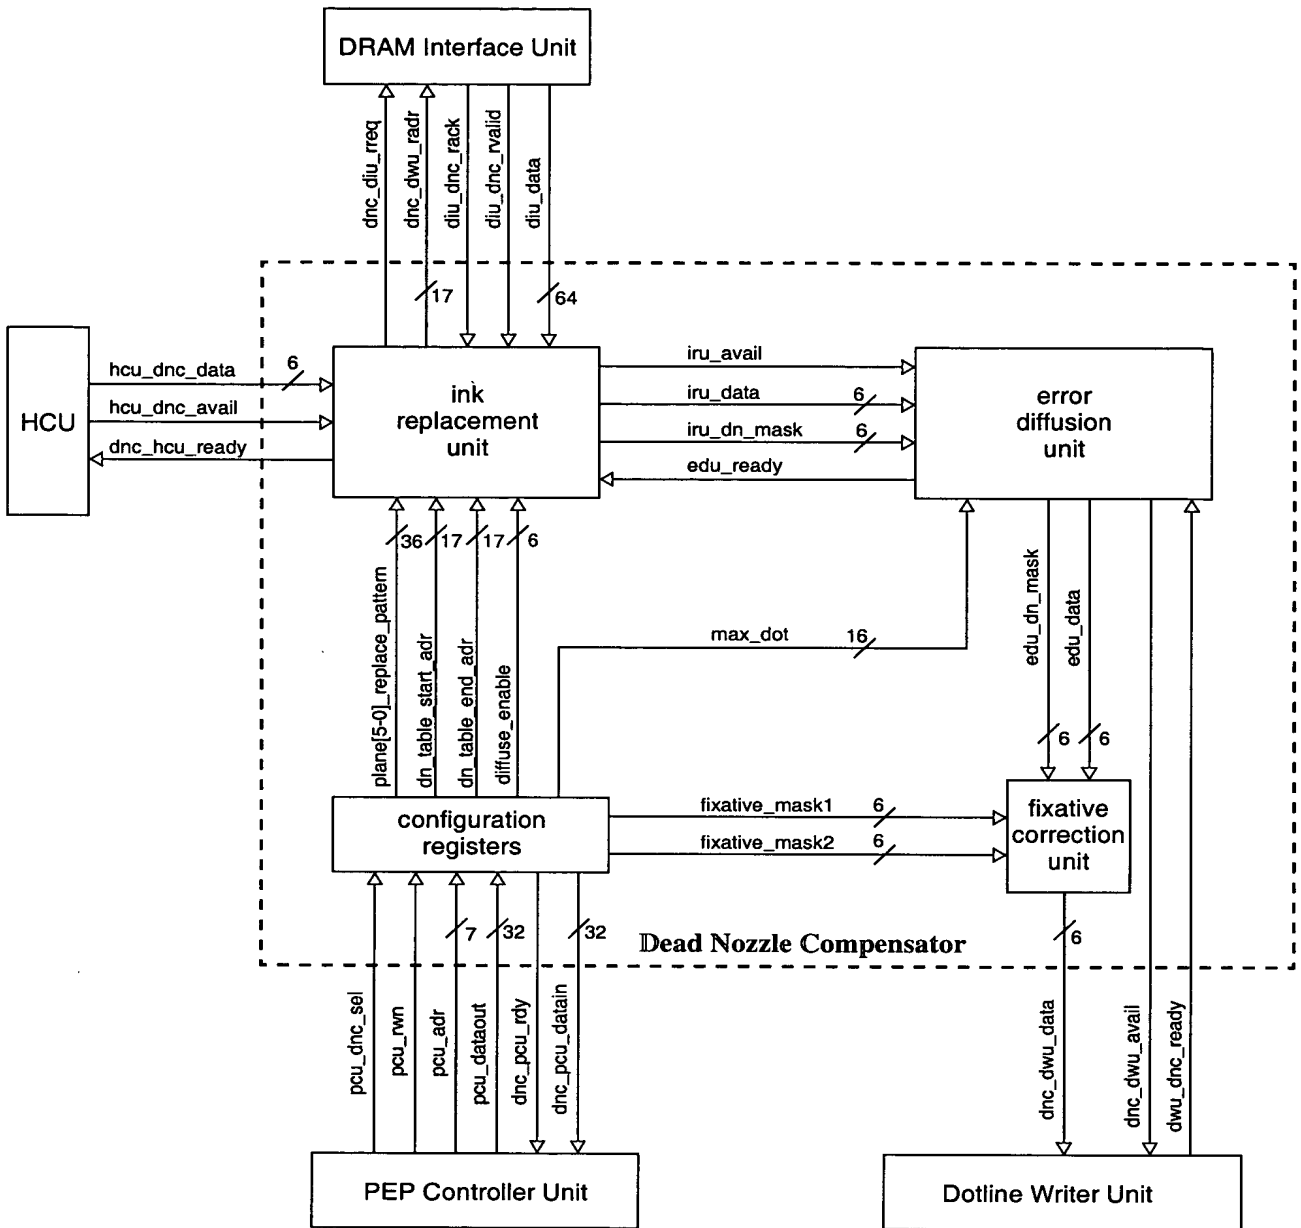 DRAM Interface Unit
dnc_diu_rreq
dnc_dwu_radr
diu_dnc_rack
diu_dnc_rvalid
diu_data
17
64
HCU
hcu_dnc_data
6
hcu_dnc_avail
dnc_hcu_ready
ink
replacement
unit
iru_avail
iru_data
6
iru_dn_mask
6
edu_ready
error
diffusion
unit
36
17
17
6
plane[5-0]_replace_pattern
dn_table_start_adr
dn_table_end_adr
diffuse_enable
max_dot
16
edu_dn_mask
edu_data
6
6
configuration
registers
fixative_mask1
6
fixative_mask2
6
fixative
correction
unit
7
32
32
6
Dead Nozzle Compensator
pcu_dnc_sel
pcu_rwn
pcu_adr
pcu_dataout
dnc_pcu_rdy
dnc_pcu_datain
dnc_dwu_data
dnc_dwu_avail
dwu_dnc_ready
PEP Controller Unit
Dotline Writer Unit